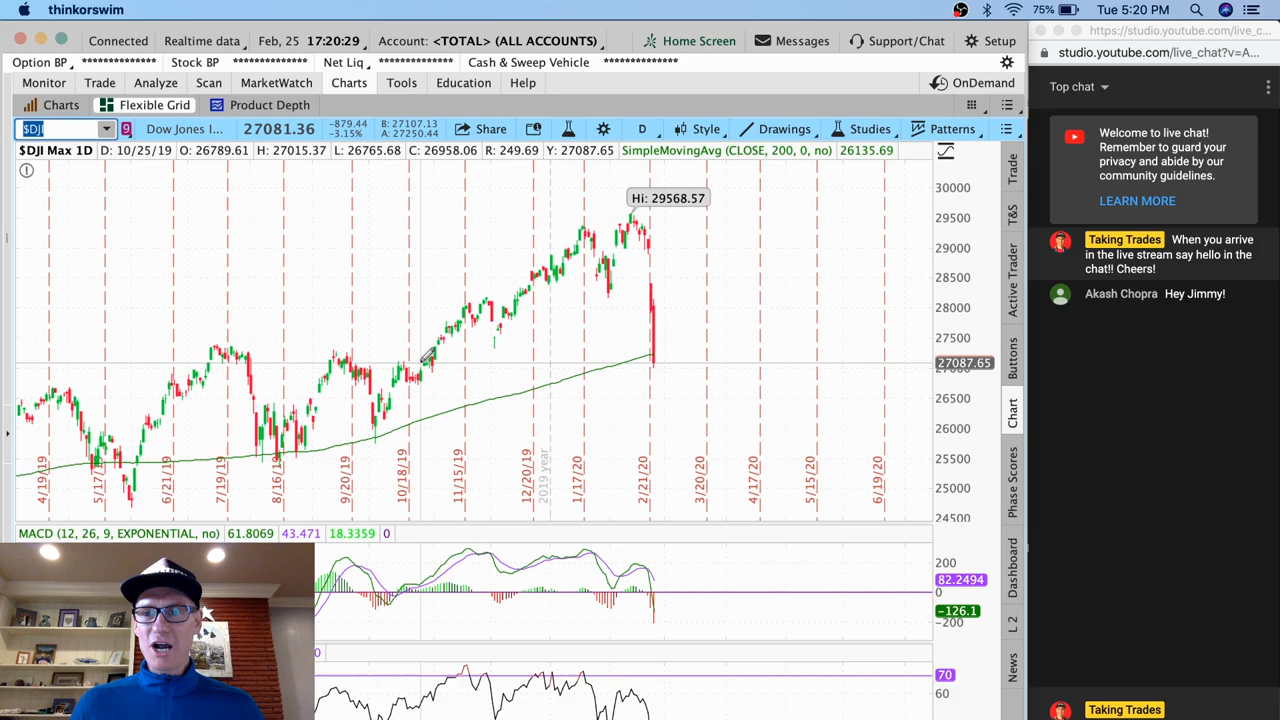 thinkorswim
75%
Tue 5:20 PM
Connected
Realtime data
Feb, 25 17:20:29
Account: <TOTAL> (ALL ACCOUNTS)
Home Screen
Messages
Support/Chat
Setup
Option BP **************
Stock BP **************
Net Liq **************
Cash & Sweep Vehicle **************
Monitor
Trade
Analyze
Scan
MarketWatch
Charts
Tools
Education
Help
OnDemand
Charts
Flexible Grid
Product Depth
$DJI
9
Dow Jones I...
27081.36
-879.44
-3.15%
B: 27107.13
A: 27250.44
Share
D
Style
Drawings
Studies
Patterns
$DJI Max 1D D: 10/25/19 O: 26789.61 H: 27015.37 C: 26958.06 R: 249.69 Y: 27087.65 SimpleMovingAvg (CLOSE, 200, 0, no) 26135.69
Hi: 29568.57
30000
29500
29000
28500
28000
27500
27087.65
26500
26000
25500
25000
24500
4/19/19
5/17/19
6/21/19
7/19/19
8/16/19
9/20/19
10/18/19
11/15/19
12/20/19
2019 year
1/17/20
2/21/20
3/20/20
4/17/20
5/15/20
6/19/20
MACD (12, 26, 9, EXPONENTIAL, no) 61.8069 43.471 18.3359 0
200
82.2494
0
-126.1
-200
0
70
60
Trade
T&S
Active Trader
Buttons
Chart
Phase Scores
Dashboard
L 2
News
https://studio.youtube.com/live_c...
studio.youtube.com/live_chat?v=A...
Top chat
Welcome to live chat!
Remember to guard your
privacy and abide by our
community guidelines.
LEARN MORE
Taking Trades When you arrive
in the live stream say hello in the
chat!! Cheers!
Akash Chopra Hey Jimmy!
Taking Trades